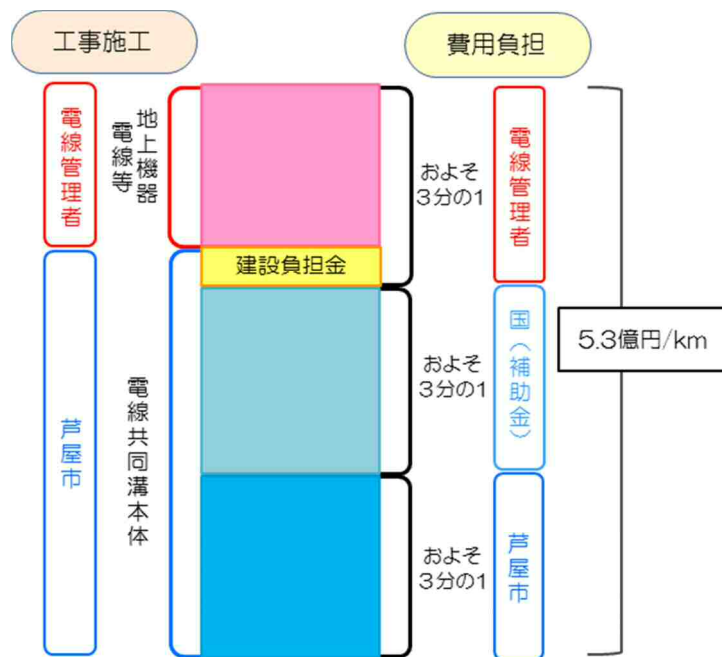 工事施工
費用負担
電線管理者
地上機器
電線等
およそ
3分の1
電線管理者
建設負担金
芦屋市
電線共同溝本体
およそ
3分の1
国（補助金）
5.3億円/km
およそ
3分の1
芦屋市